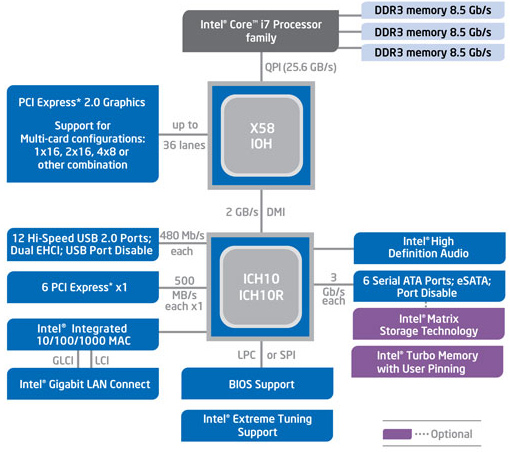 Intel® Core™ i7 Processor
family
DDR3 memory 8.5 Gb/s
DDR3 memory 8.5 Gb/s
DDR3 memory 8.5 Gb/s
QPI (25.6 GB/s)
PCI Express* 2.0 Graphics
Support for
Multi-card configurations:
1x16, 2x16, 4x8 or
other combination
up to
36 lanes
X58
IOH
2 GB/s DMI
12 Hi-Speed USB 2.0 Ports;
Dual EHCI; USB Port Disable
480 Mb/s
each
6 PCI Express* x1
500
MB/s
each x1
Intel® Integrated
10/100/1000 MAC
GLCI LCI
Intel® Gigabit LAN Connect
ICH10
ICH10R
Intel® High
Definition Audio
3
Gb/s
each
6 Serial ATA Ports; eSATA;
Port Disable
Intel® Matrix
Storage Technology
Intel® Turbo Memory
with User Pinning
LPC or SPI
BIOS Support
Intel® Extreme Tuning
Support
Optional